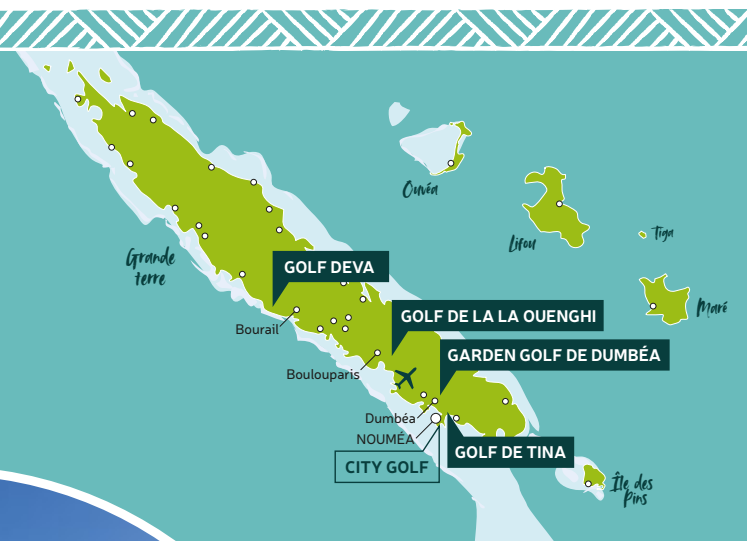 Ouvéa
Lifou
Tiga
Maré
Grande
terre
GOLF DEVA
Bourail
GOLF DE LA LA OUENGHI
GARDEN GOLF DE DUMBÉA
Boulouparis
Dumbéa
NOUMÉA
CITY GOLF
GOLF DE TINA
Île des
Pins